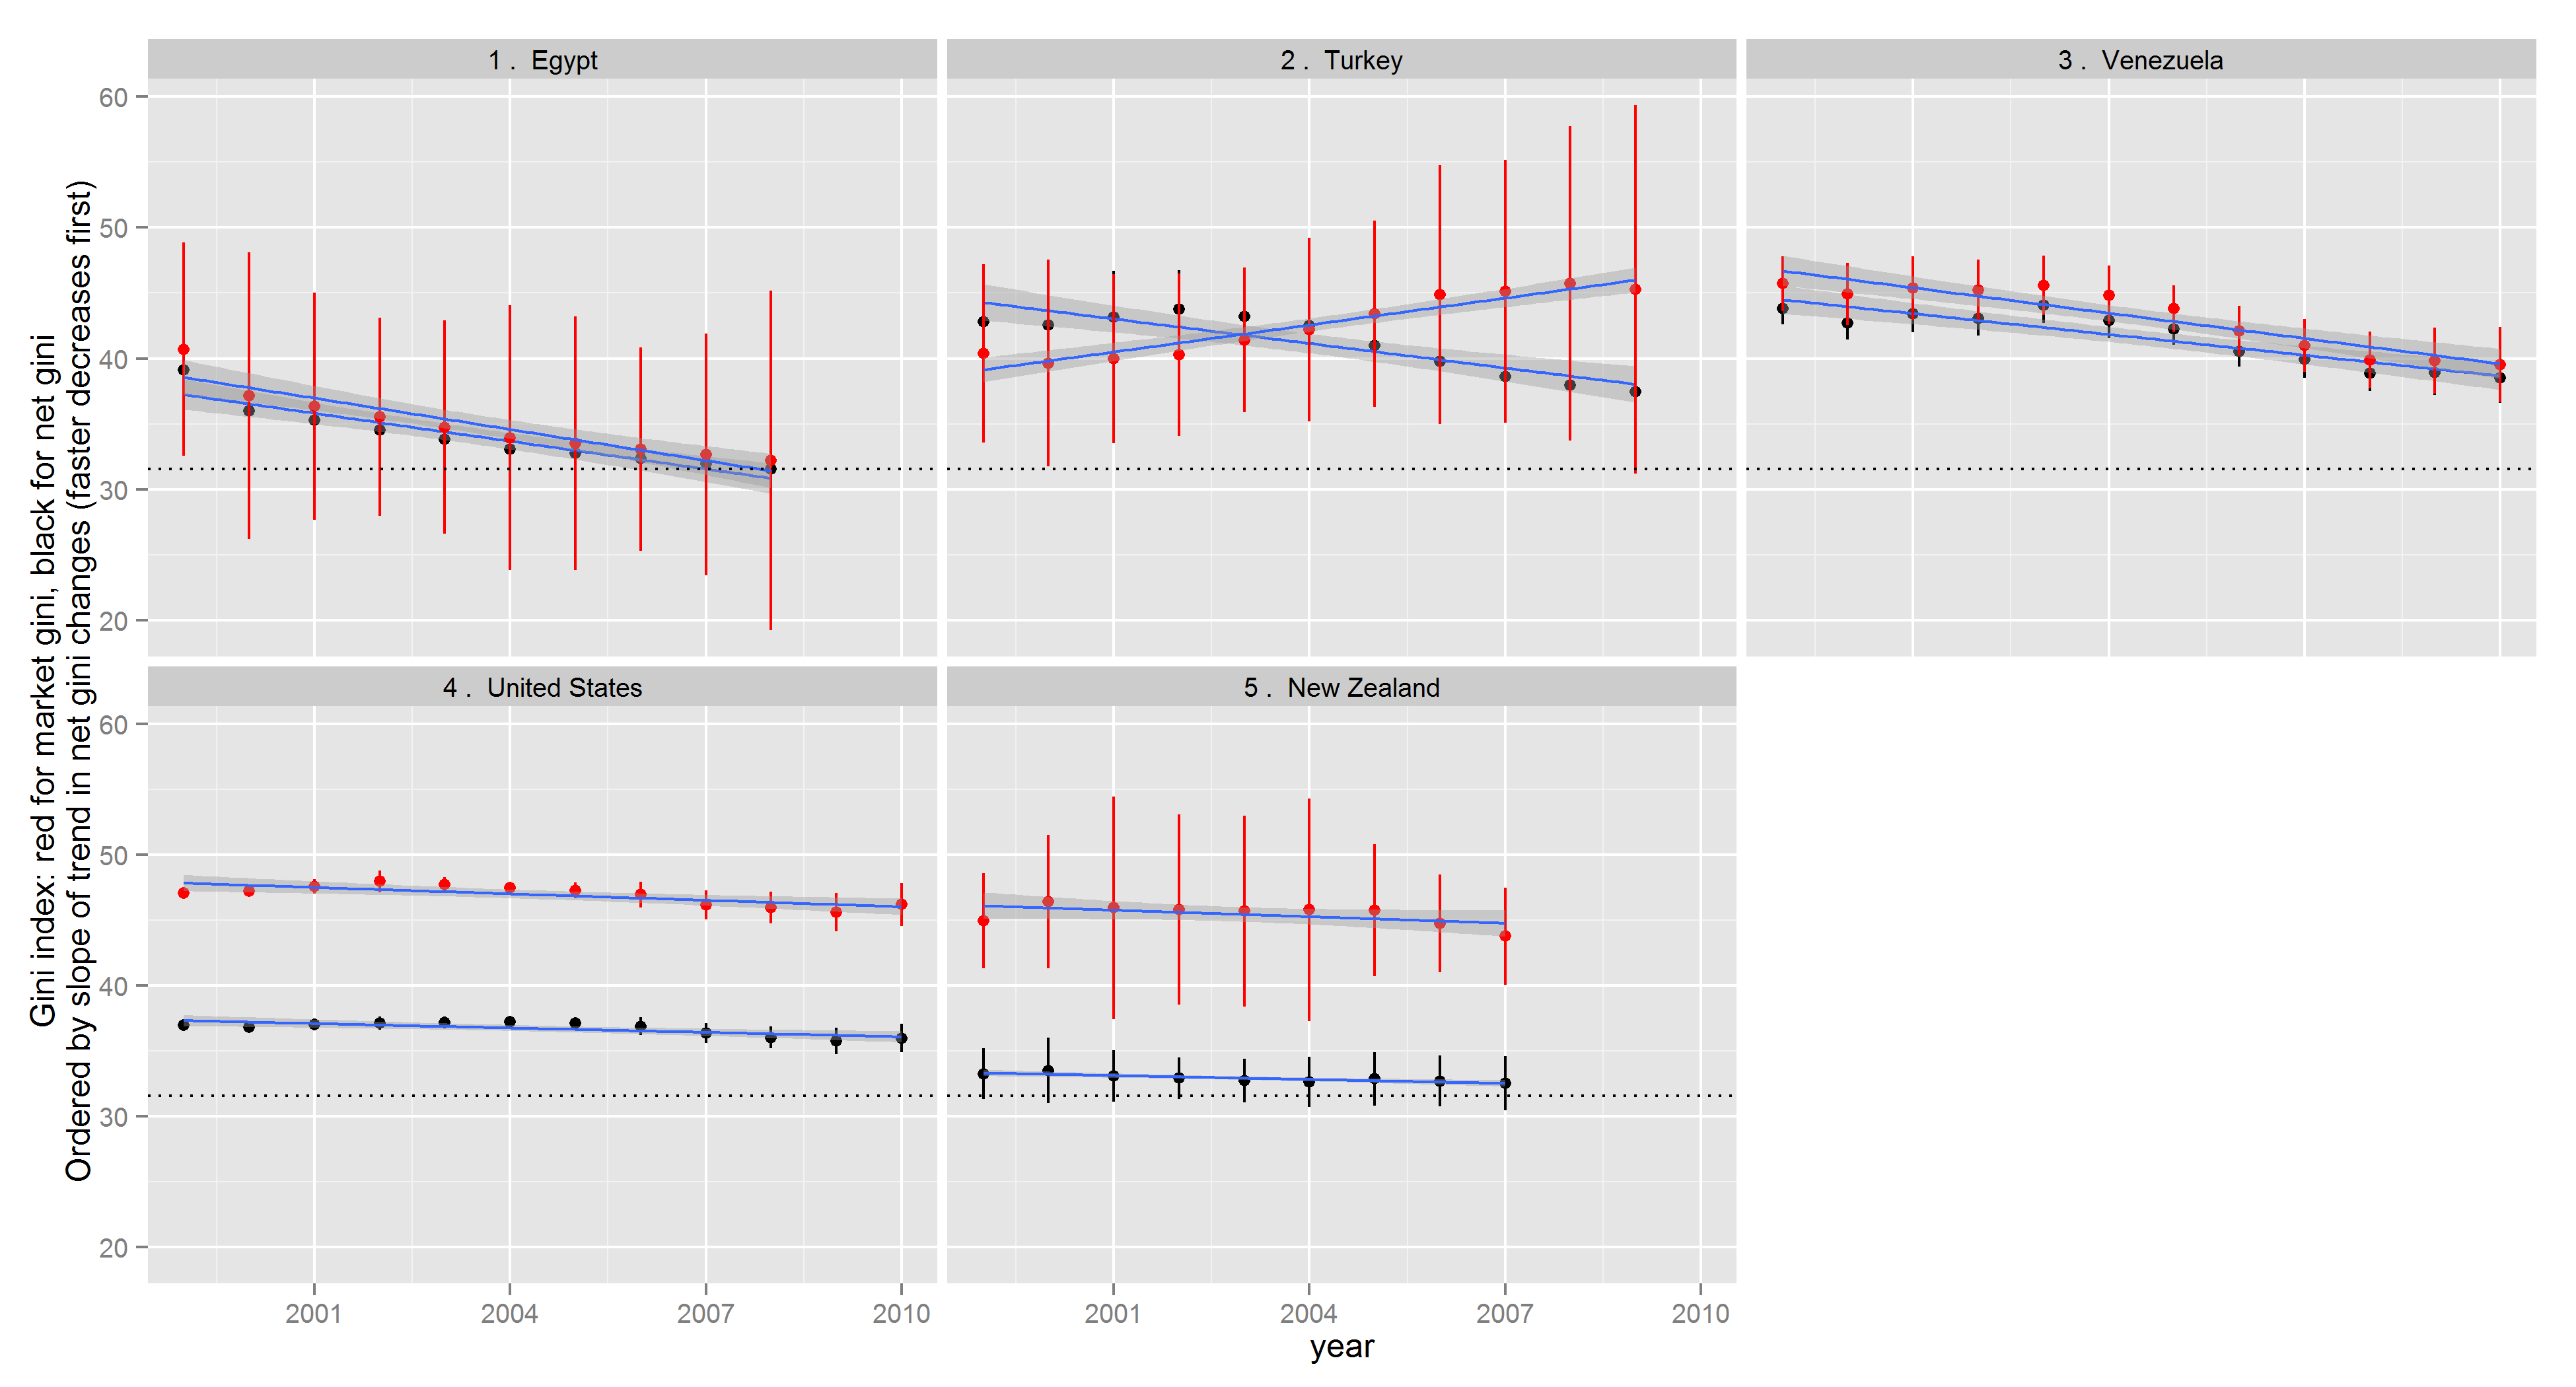 Gini index: red for market gini, black for net gini
Ordered by slope of trend in net gini changes (faster decreases first)
1 .  Egypt
2 .  Turkey
3 .  Venezuela
60
50
40
30
20
4 .  United States
5 .  New Zealand
60
50
40
30
20
2001 2004 2007 2010
2001 2004 2007 2010
year